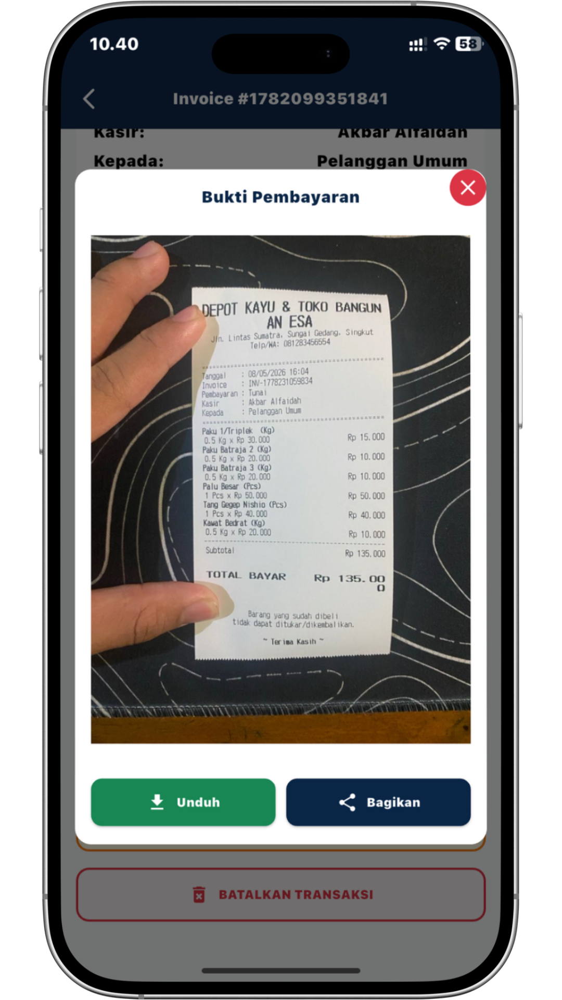 10.40
58
Invoice #1782099351841
Kasir: Akbar Alfaidah
Kepada: Pelanggan Umum
Bukti Pembayaran
DEPOT KAYU & TOKO BANGUN
AN ESA
Jln. Lintas Sumatra, Sungai Gedang, Singkut
Telp/WA: 081283456554
Tanggal : 08/05/2026 16:04
Invoice : INV-1778231059834
Pembayaran : Tunai
Kasir : Akbar Alfaidah
Kepada : Pelanggan Umum
Paku 1/Triplek (Kg)
0.5 Kg x Rp 30.000 Rp 15.000
Paku Batraja 2 (Kg)
0.5 Kg x Rp 20.000 Rp 10.000
Paku Batraja 3 (Kg)
0.5 Kg x Rp 20.000 Rp 10.000
Palu Besar (Pcs)
1 Pcs x Rp 50.000 Rp 50.000
Tang Gegep Nishio (Pcs)
1 Pcs x Rp 40.000 Rp 40.000
Kawat Bedrat (Kg)
0.5 Kg x Rp 20.000 Rp 10.000
Subtotal Rp 135.000
TOTAL BAYAR Rp 135.00
0
Barang yang sudah dibeli
tidak dapat ditukar/dikembalikan.
~ Terima Kasih ~
Unduh
Bagikan
BATALKAN TRANSAKSI